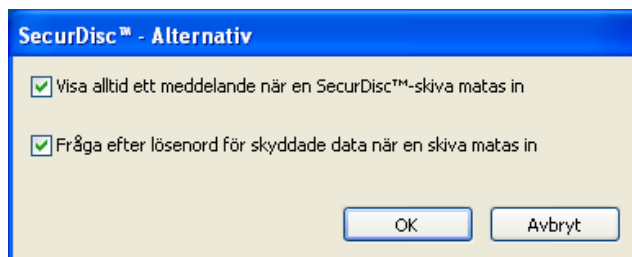 SecurDisc™ - Alternativ
Visa alltid ett meddelande när en SecurDisc™-skiva matas in
Fråga efter lösenord för skyddade data när en skiva matas in
OK Avbryt